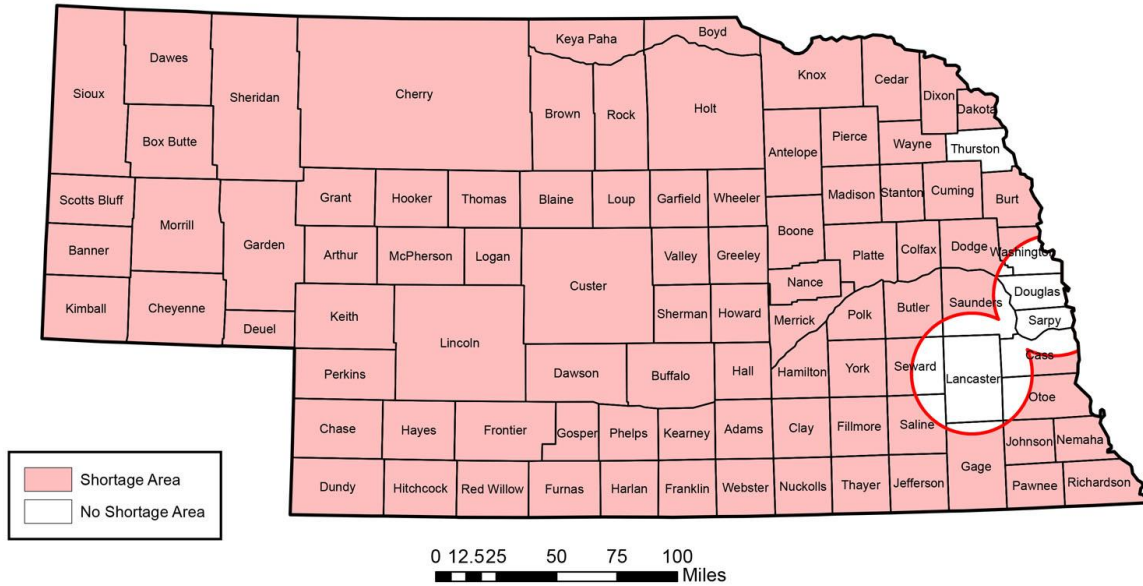 Keya Paha Boyd
Dawes Knox Cedar
Sioux Sheridan Cherry Brown Rock Holt Dixon Dakota
Box Butte Antelope Pierce Wayne Thurston
Scotts Bluff Grant Hooker Thomas Blaine Loup Garfield Wheeler Madison Stanton Cuming Burt
Morrill Garden Boone
Banner Arthur McPherson Logan Valley Greeley Platte Colfax Dodge Washington
Custer Nance Douglas
Kimball Cheyenne Keith Sherman Howard Merrick Polk Butler Saunders Sarpy
Deuel Lincoln
Perkins Dawson Buffalo Hall Hamilton York Seward Lancaster Cass
Otoe
Chase Hayes Frontier Gosper Phelps Kearney Adams Clay Fillmore Saline
Johnson Nemaha
Gage
Dundy Hitchcock Red Willow Furnas Harlan Franklin Webster Nuckolls Thayer Jefferson Pawnee Richardson
Shortage Area
No Shortage Area
0 12.525 50 75 100
Miles